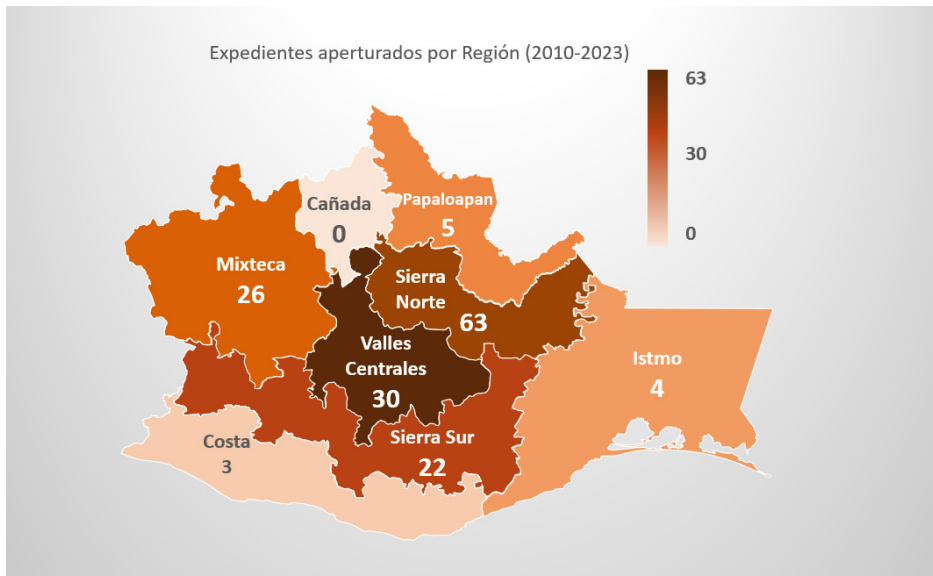 Expedientes aperturados por Región (2010-2023)
63
30
0
Cañada
0
Papaloapan
5
Mixteca
26
Sierra
Norte
63
Valles
Centrales
30
Istmo
4
Costa
3
Sierra Sur
22